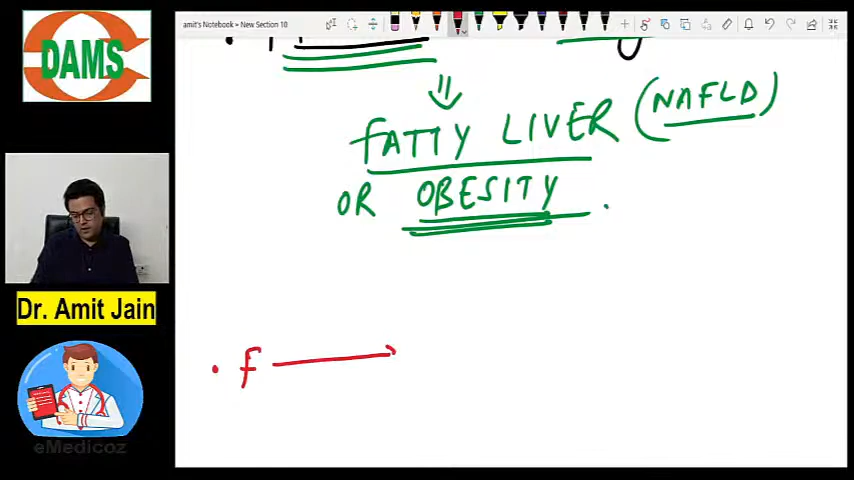 amit's Notebook » New Section 10
DAMS
FATTY LIVER (NAFLD)
OR OBESITY.
Dr. Amit Jain
• F
eMedicoz